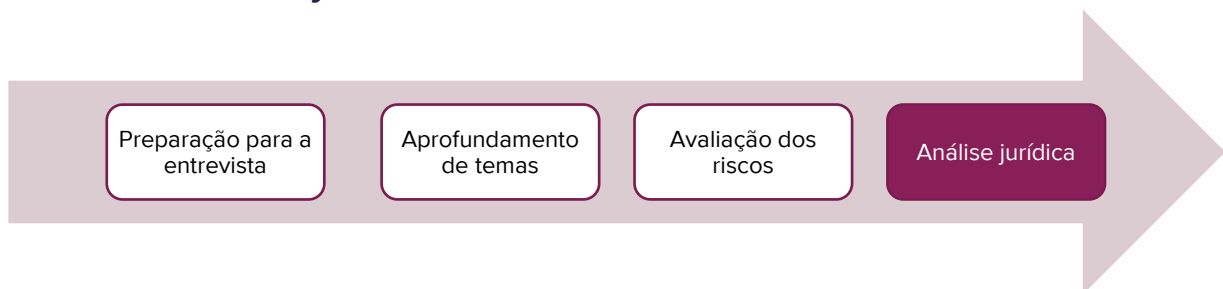 Preparação para a
entrevista
Aprofundamento
de temas
Avaliação dos
riscos
Análise jurídica